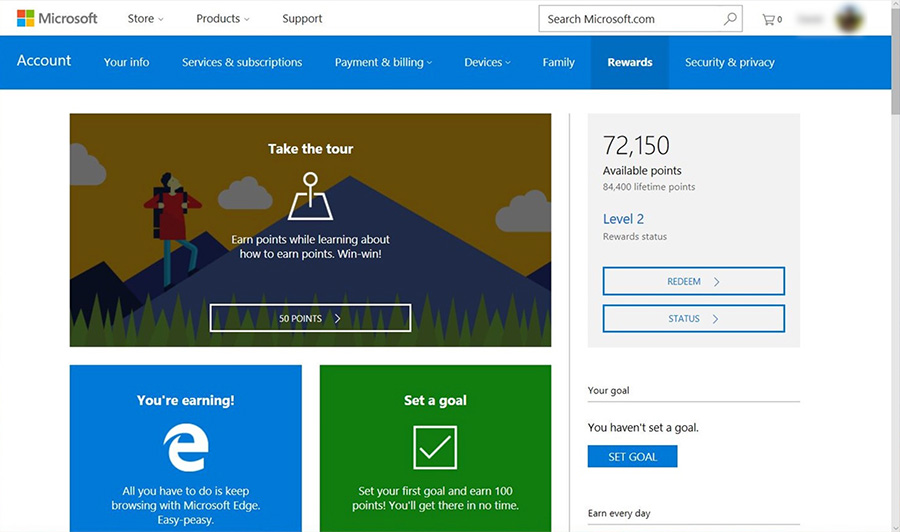 Microsoft
Store
Products
Support
Search Microsoft.com
0
Account
Your info
Services & subscriptions
Payment & billing
Devices
Family
Rewards
Security & privacy
Take the tour
Earn points while learning about
how to earn points. Win-win!
50 POINTS
72,150
Available points
84,400 lifetime points
Level 2
Rewards status
REDEEM
STATUS
You're earning!
All you have to do is keep
browsing with Microsoft Edge.
Easy-peasy.
Set a goal
Set your first goal and earn 100
points! You'll get there in no time.
Your goal
You haven't set a goal.
SET GOAL
Earn every day